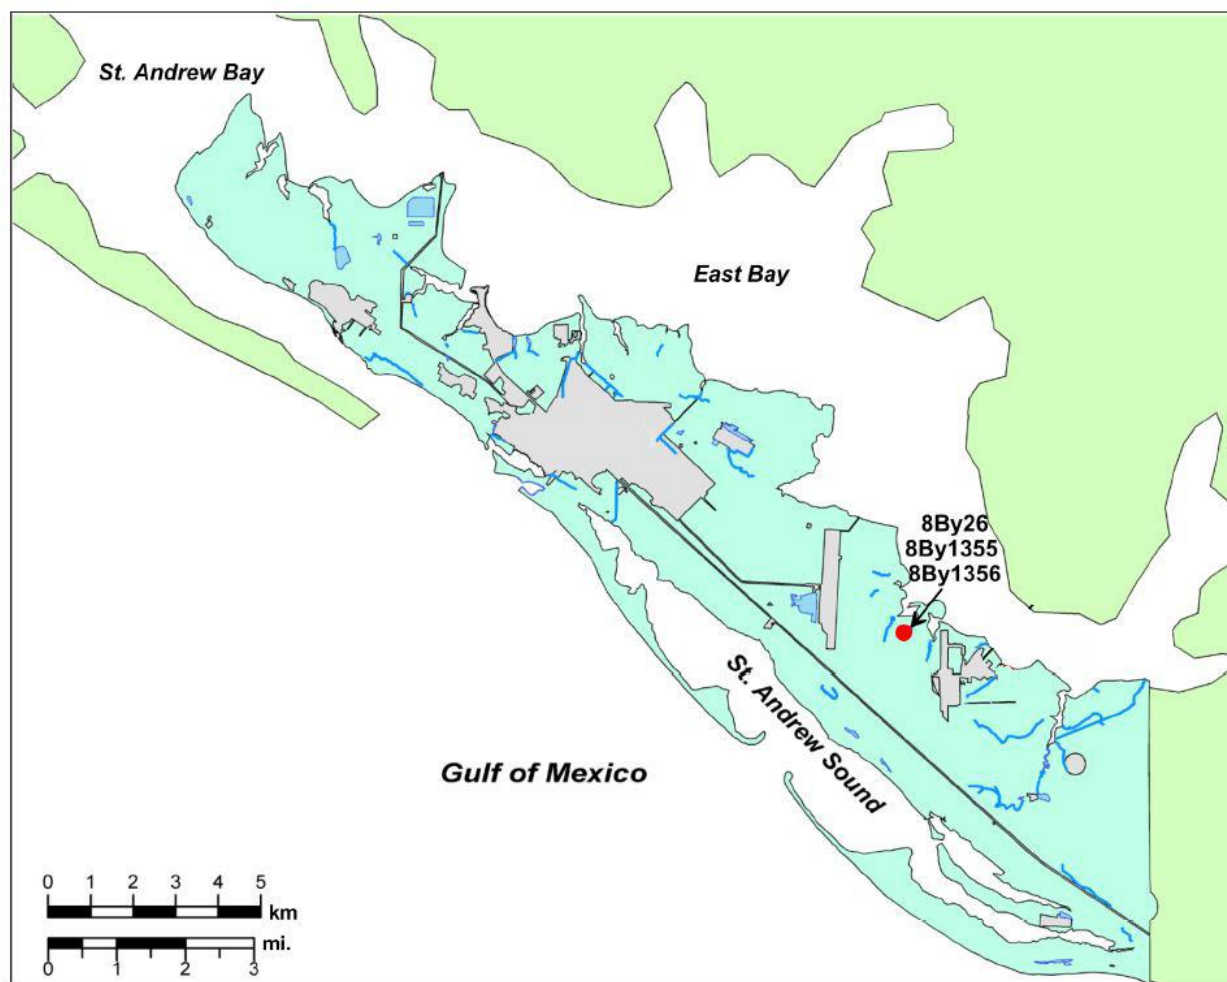 St. Andrew Bay
East Bay
8By26
8By1355
8By1356
St. Andrew Sound
Gulf of Mexico
0 1 2 3 4 5
km
mi.
0 1 2 3